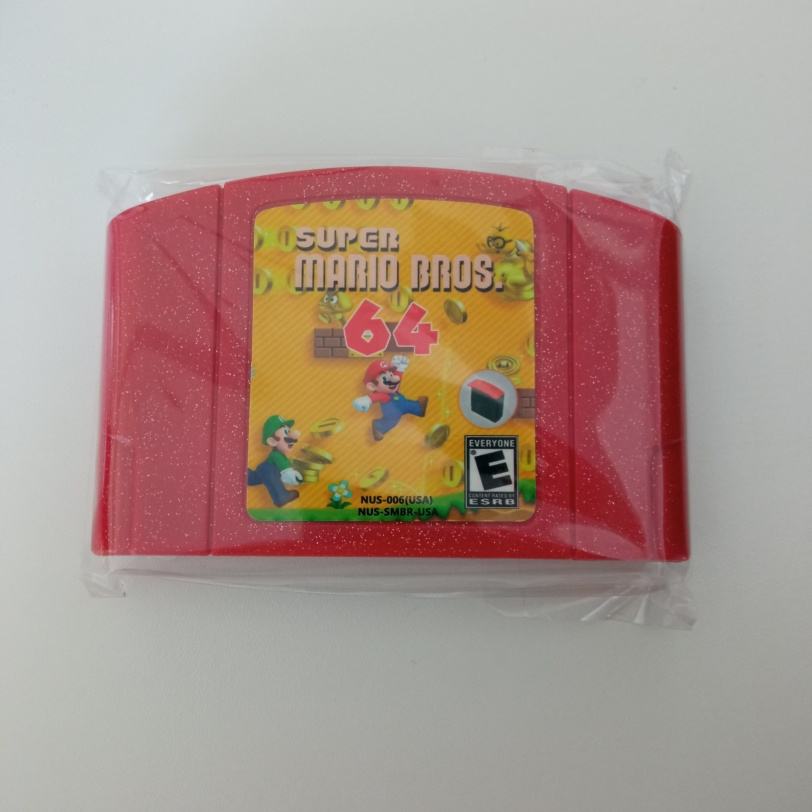 SUPER
MARIO BROS.
64
EVERYONE
E
CONTENT RATED BY
ESRB
NUS-006(USA)
NUS-SMBR-USA